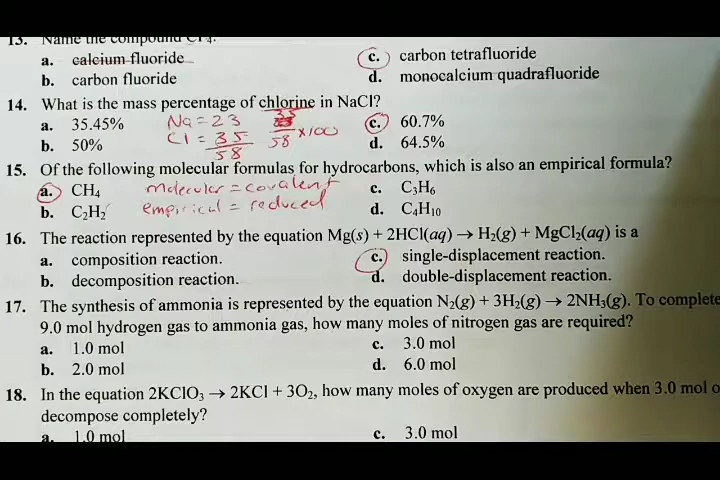 13. Name the compound CF4.
a. calcium fluoride
c. carbon tetrafluoride
b. carbon fluoride
d. monocalcium quadrafluoride
14. What is the mass percentage of chlorine in NaCl?
a. 35.45% Na = 23
c. 60.7%
b. 50% Cl = 35
58
35
58 ×100
d. 64.5%
15. Of the following molecular formulas for hydrocarbons, which is also an empirical formula?
a. CH4 molecular = covalent
c. C3H6
b. C2H2 empirical = reduced
d. C4H10
16. The reaction represented by the equation Mg(s) + 2HCl(aq) → H2(g) + MgCl2(aq) is a
a. composition reaction.
c. single-displacement reaction.
b. decomposition reaction.
d. double-displacement reaction.
17. The synthesis of ammonia is represented by the equation N2(g) + 3H2(g) → 2NH3(g). To complete
9.0 mol hydrogen gas to ammonia gas, how many moles of nitrogen gas are required?
a. 1.0 mol
c. 3.0 mol
b. 2.0 mol
d. 6.0 mol
18. In the equation 2KClO3 → 2KCl + 3O2, how many moles of oxygen are produced when 3.0 mol
decompose completely?
a. 1.0 mol
c. 3.0 mol